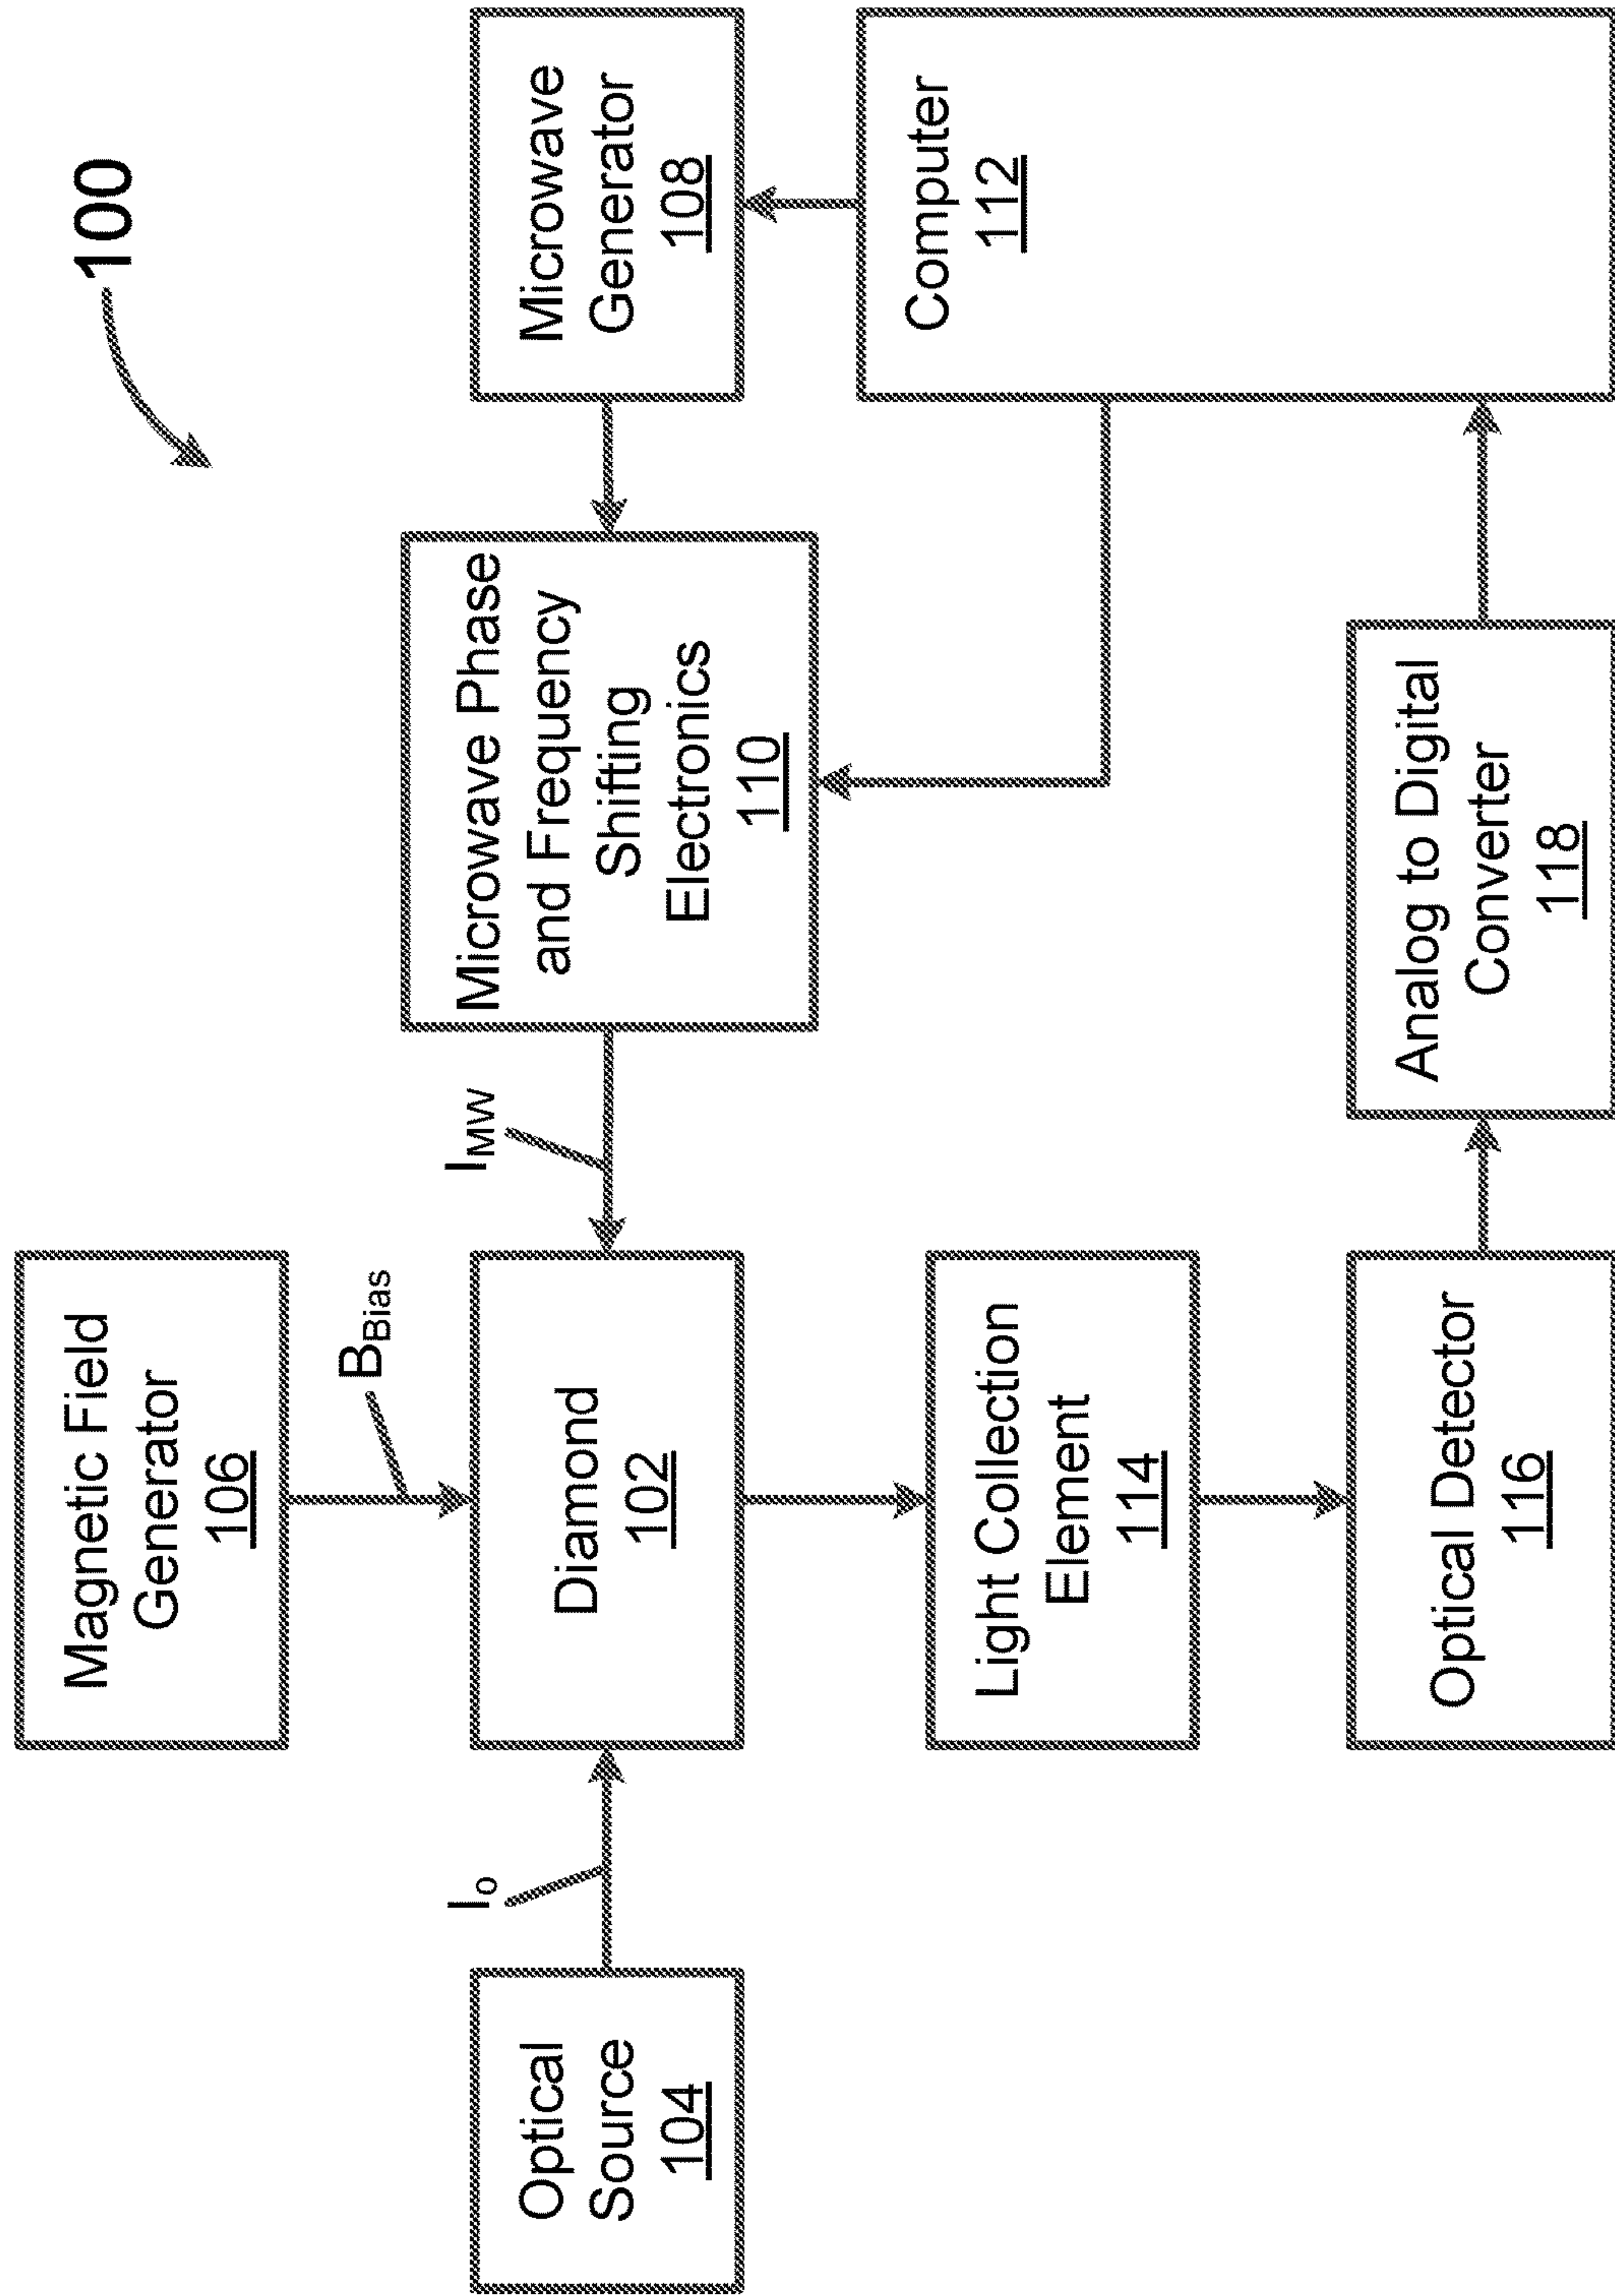 100
Magnetic Field
Generator
106
B_Bias
Optical
Source
104
I_o
Diamond
102
I_MW
Microwave Phase
and Frequency
Shifting
Electronics
110
Microwave
Generator
108
Light Collection
Element
114
Computer
112
Optical Detector
116
Analog to Digital
Converter
118